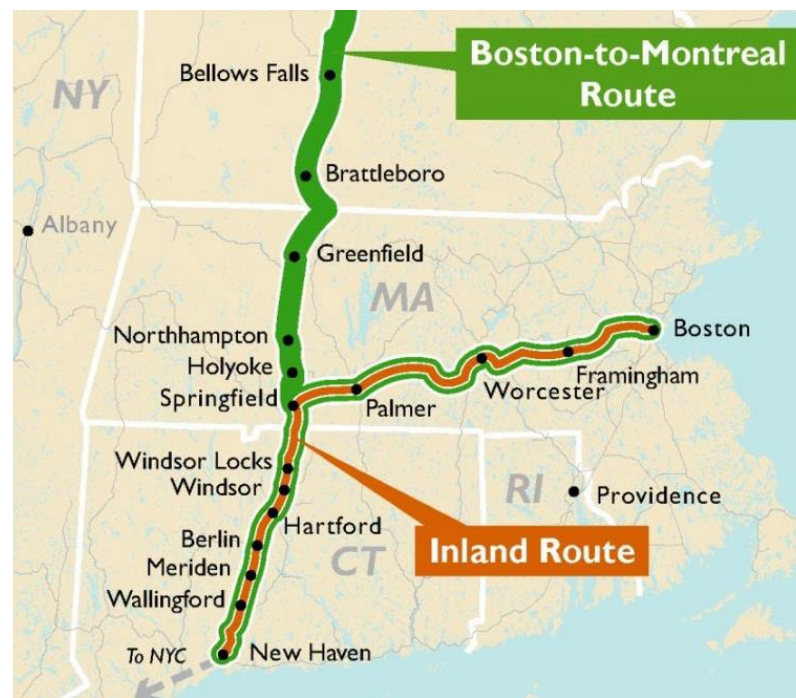 Boston-to-Montreal
Route
Bellows Falls
NY
Brattleboro
Albany
Greenfield
MA
Northhampton
Boston
Holyoke
Framingham
Springfield
Palmer
Worcester
Windsor Locks
Windsor
RI
Providence
Hartford
Berlin
Inland Route
CT
Meriden
Wallingford
To NYC
New Haven